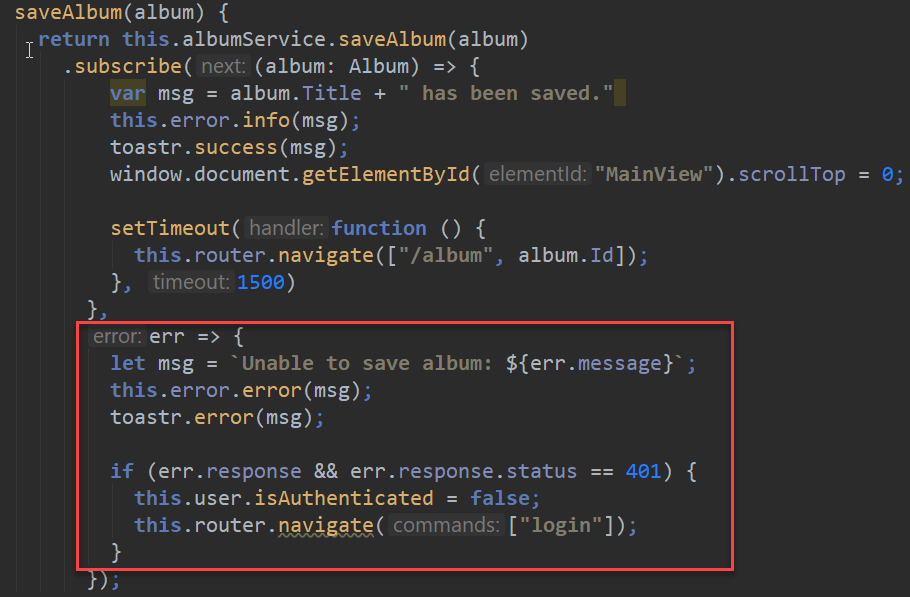 saveAlbum(album) {
return this.albumService.saveAlbum(album)
.subscribe( next: (album: Album) => {
var msg = album.Title + " has been saved."
this.error.info(msg);
toastr.success(msg);
window.document.getElementById( elementId: "MainView").scrollTop = 0;
setTimeout( handler: function () {
this.router.navigate(["/album", album.Id]);
}, timeout: 1500)
},
error: err => {
let msg = `Unable to save album: ${err.message}`;
this.error.error(msg);
toastr.error(msg);
if (err.response && err.response.status == 401) {
this.user.isAuthenticated = false;
this.router.navigate( commands: ["login"]);
}
});